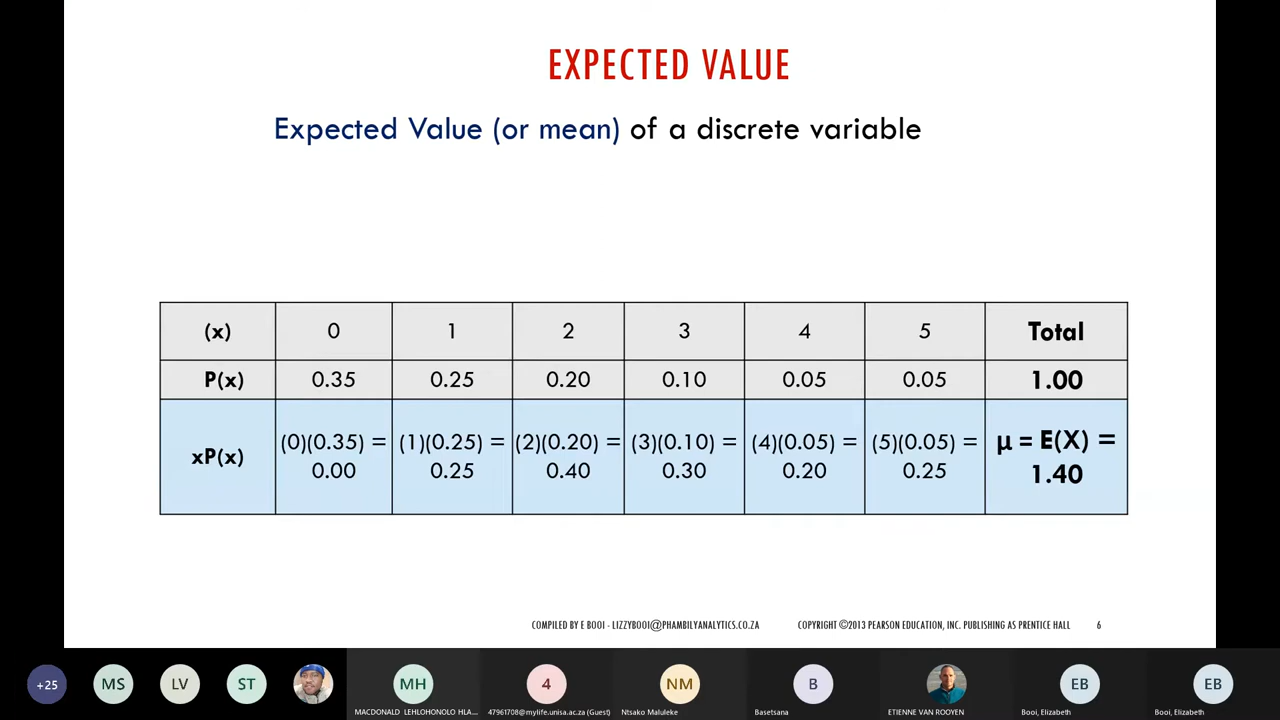 EXPECTED VALUE
Expected Value (or mean) of a discrete variable
(x) 0 1 2 3 4 5 Total
P(x) 0.35 0.25 0.20 0.10 0.05 0.05 1.00
xP(x) (0)(0.35) = 0.00 (1)(0.25) = 0.25 (2)(0.20) = 0.40 (3)(0.10) = 0.30 (4)(0.05) = 0.20 (5)(0.05) = 0.25 μ = E(X) = 1.40
COMPILED BY E BOOI - LIZZYBOOI@PHAMBILYANALYTICS.CO.ZA COPYRIGHT ©2013 PEARSON EDUCATION, INC. PUBLISHING AS PRENTICE HALL 6
+25 MS LV ST MH 4 NM B EB EB
MACDONALD LEHLOHONOLO HLA... 47961708@mylife.unisa.ac.za (Guest) Ntsako Maluleke Basetsana ETIENNE VAN ROOYEN Booi, Elizabeth Booi, Elizabeth